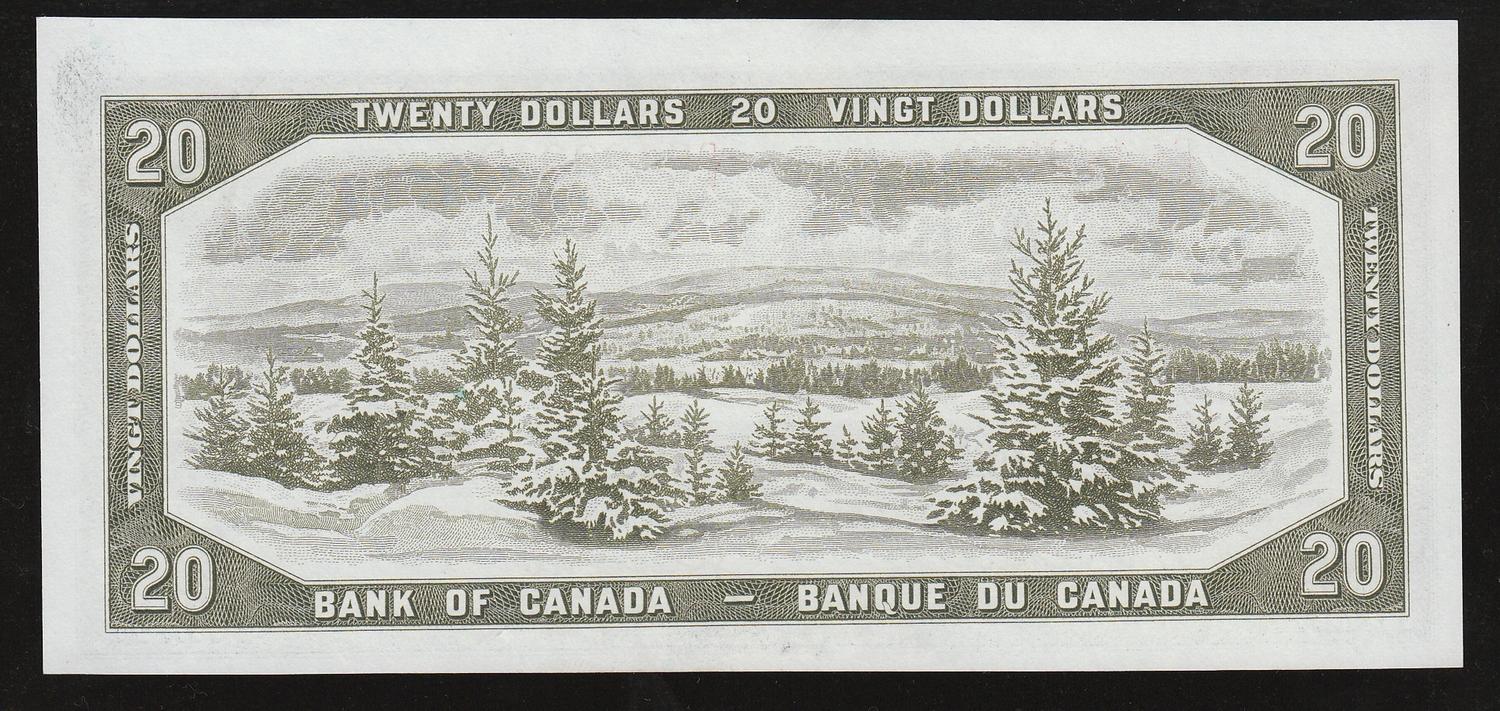 TWENTY DOLLARS 20 VINGT DOLLARS
20
20
VINGT DOLLARS
TWENTY DOLLARS
20
20
BANK OF CANADA — BANQUE DU CANADA